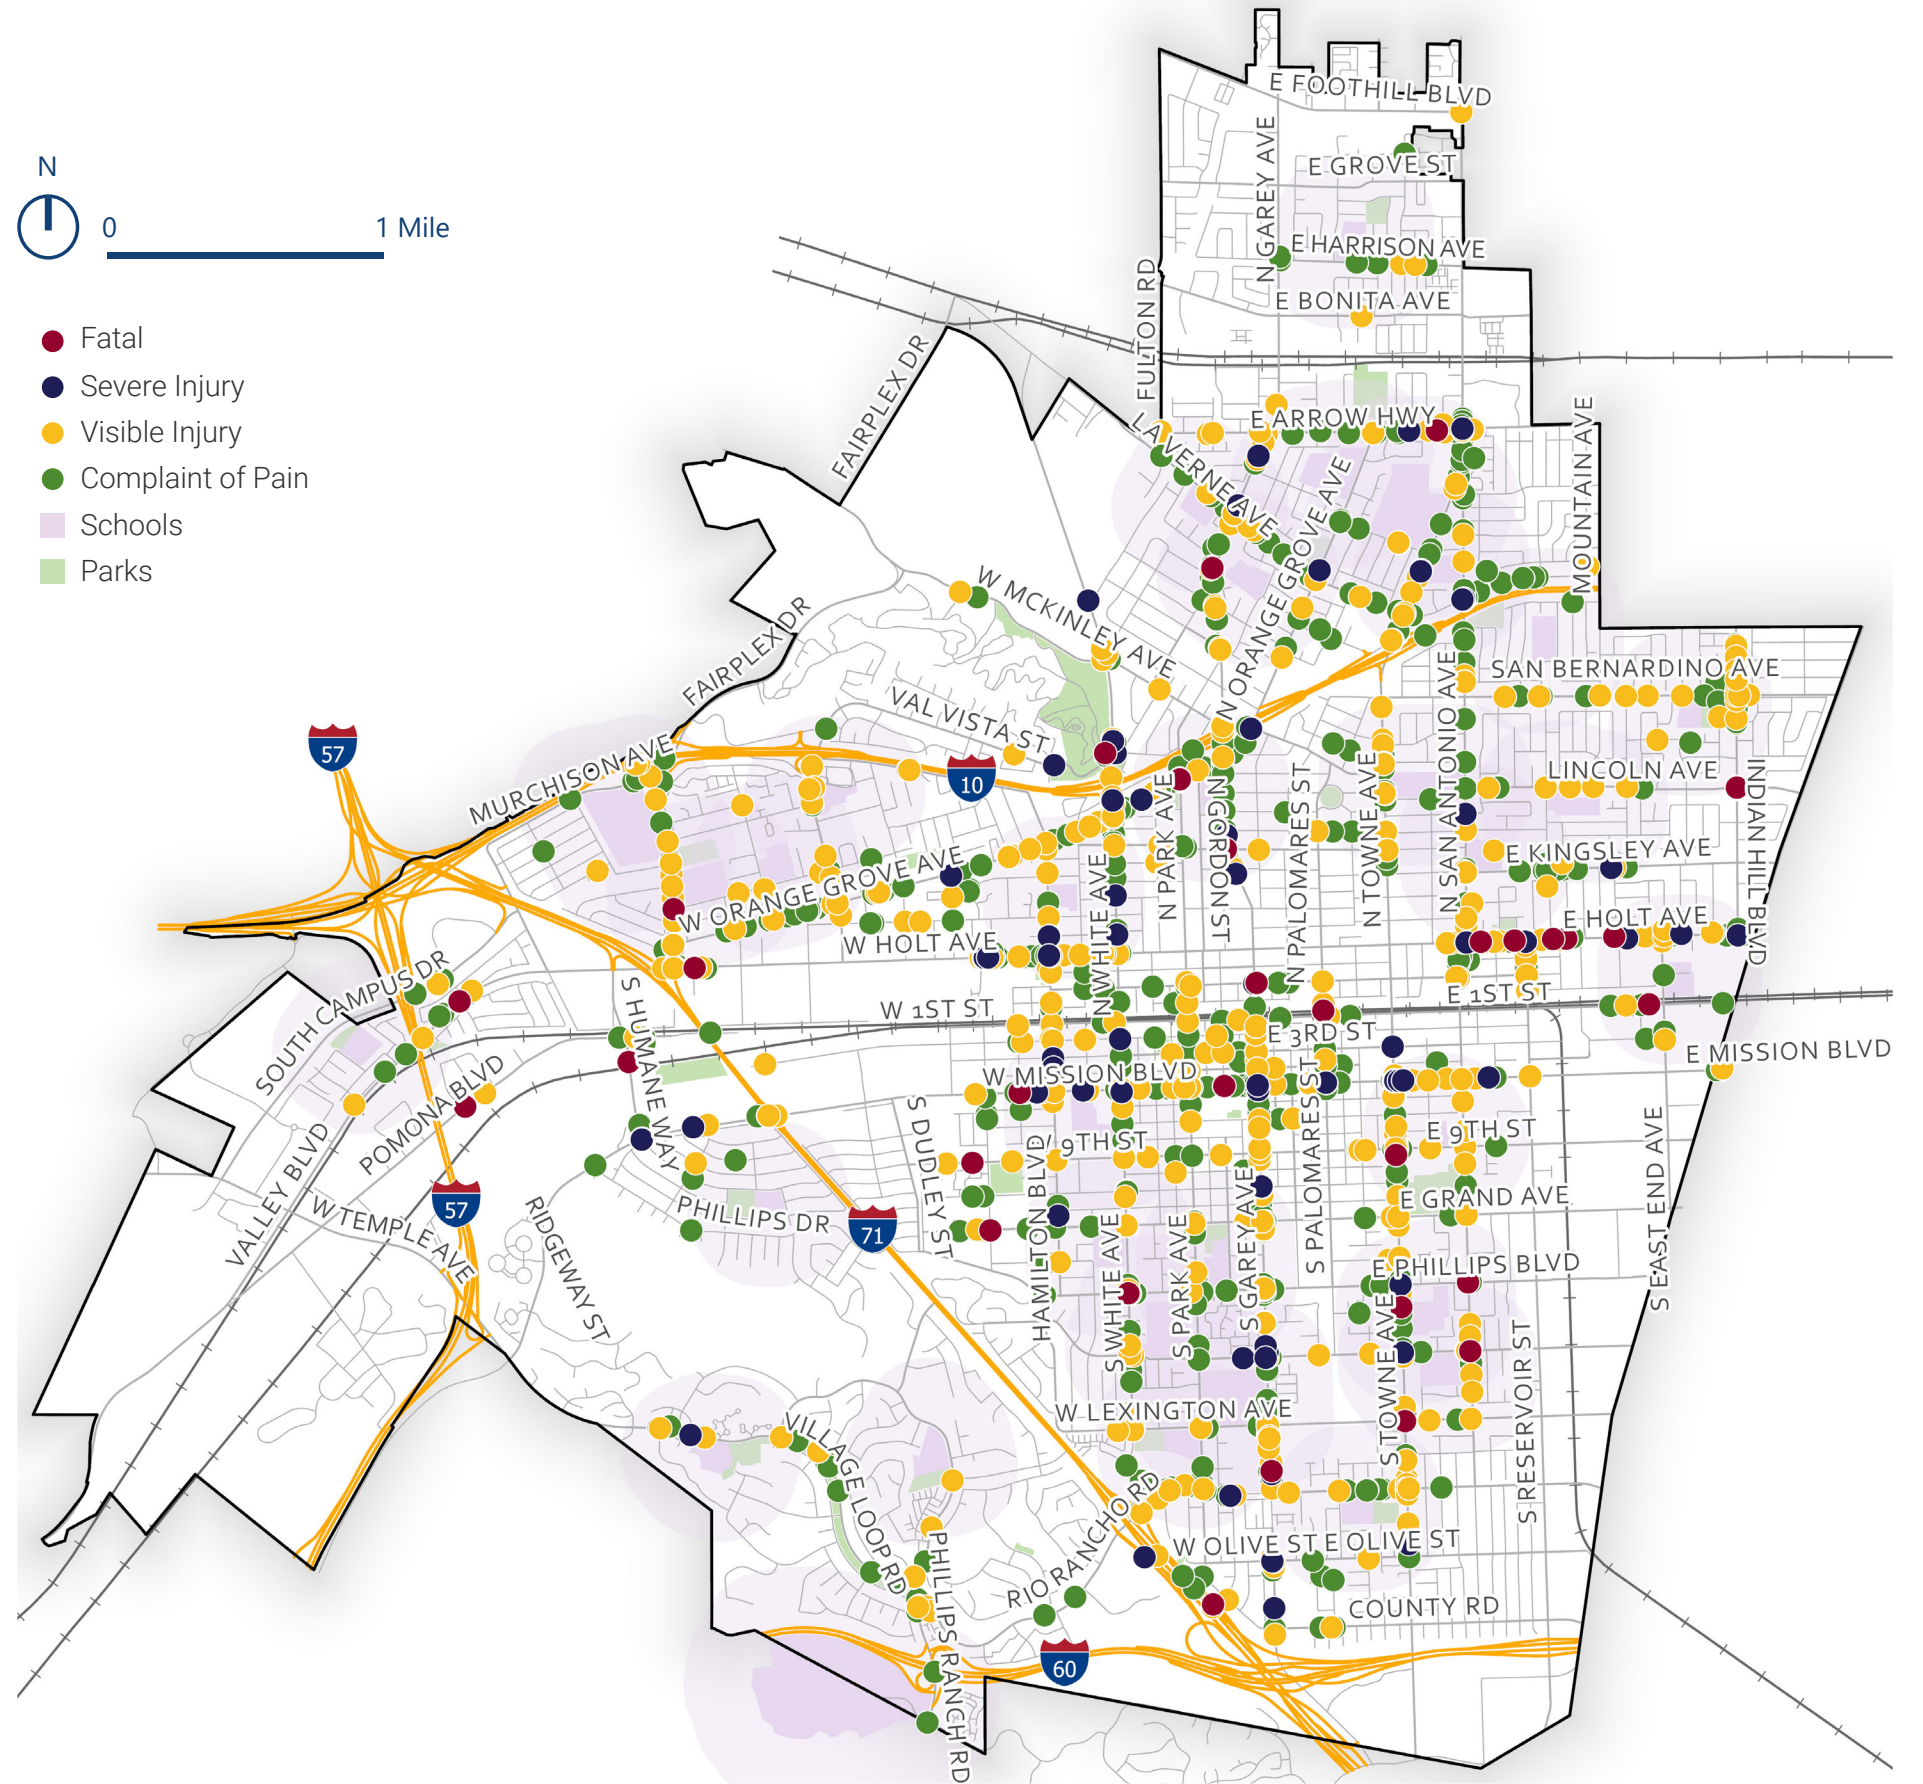 E FOOTHILL BLVD
N
E GROVE ST
N GAREY AVE
0
1 Mile
E HARRISON AVE
E BONITA AVE
FULTON RD
Fatal
Severe Injury
Visible Injury
Complaint of Pain
Schools
Parks
FAIRPLEX DR
E ARROW HWY
LA VERNE AVE
MOUNTAIN AVE
N ORANGE GROVE AVE
W MCKINLEY AVE
FAIRPLEX DR
SAN BERNARDINO AVE
VAL VISTA ST
57
MURCHISON AVE
10
LINCOLN AVE
N SAN ANTONIO AVE
N TOWNE AVE
N PALOMARES ST
N GORDON ST
N PARK AVE
N WHITE AVE
INDIAN HILL BLVD
E KINGSLEY AVE
W ORANGE GROVE AVE
W HOLT AVE
E HOLT AVE
SOUTH CAMPUS DR
S HUMANE WAY
W 1ST ST
E 1ST ST
E 3RD ST
E MISSION BLVD
W MISSION BLVD
POMONA BLVD
VALLEY BLVD
S DUDLEY ST
9TH ST
E 9TH ST
S PALOMARES ST
S EAST END AVE
57
W TEMPLE AVE
RIDGEWAY ST
PHILLIPS DR
71
E GRAND AVE
HAMILTON BLVD
S WHITE AVE
S PARK AVE
S GAREY AVE
E PHILLIPS BLVD
S TOWNE AVE
S RESERVOIR ST
W LEXINGTON AVE
VILLAGE LOOP RD
RIO RANCHO RD
W OLIVE ST
E OLIVE ST
PHILLIPS RANCH RD
COUNTY RD
60